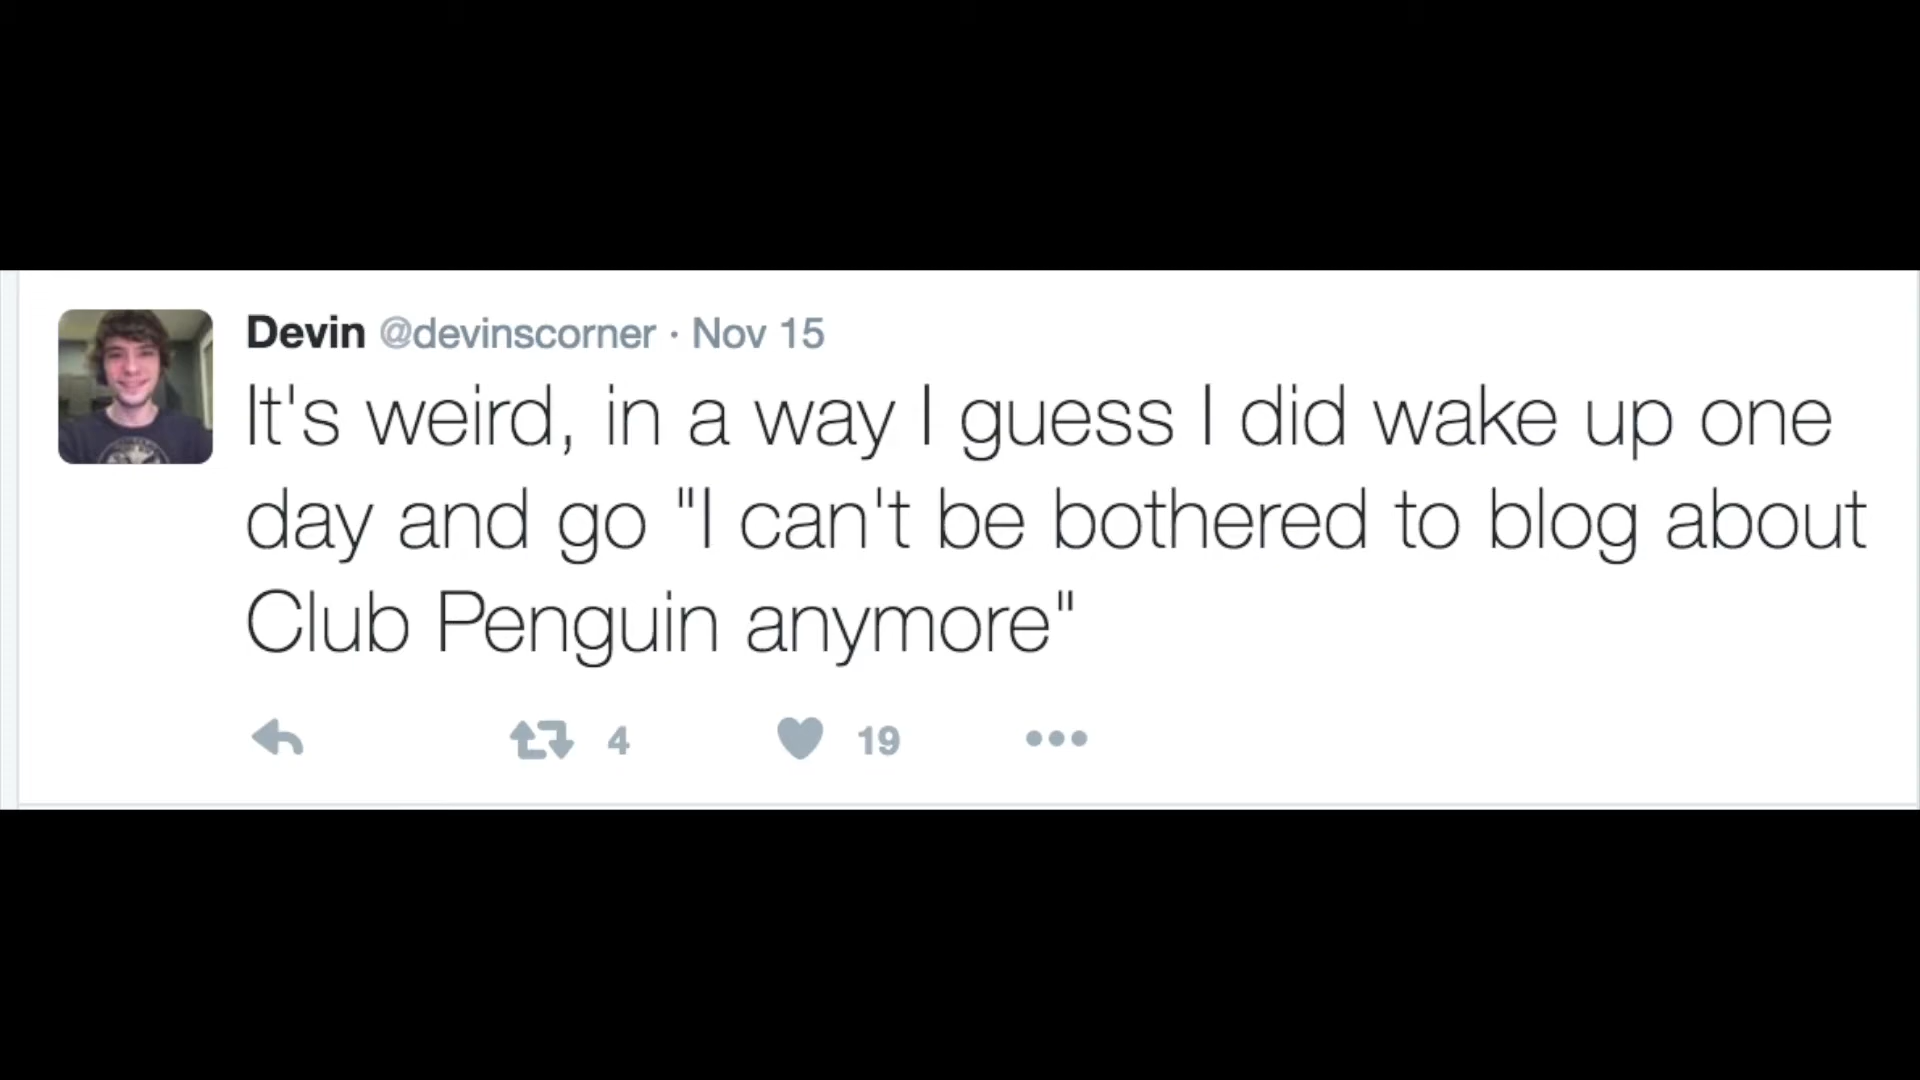 Devin @devinscorner · Nov 15
It's weird, in a way I guess I did wake up one
day and go "I can't be bothered to blog about
Club Penguin anymore"
4 19